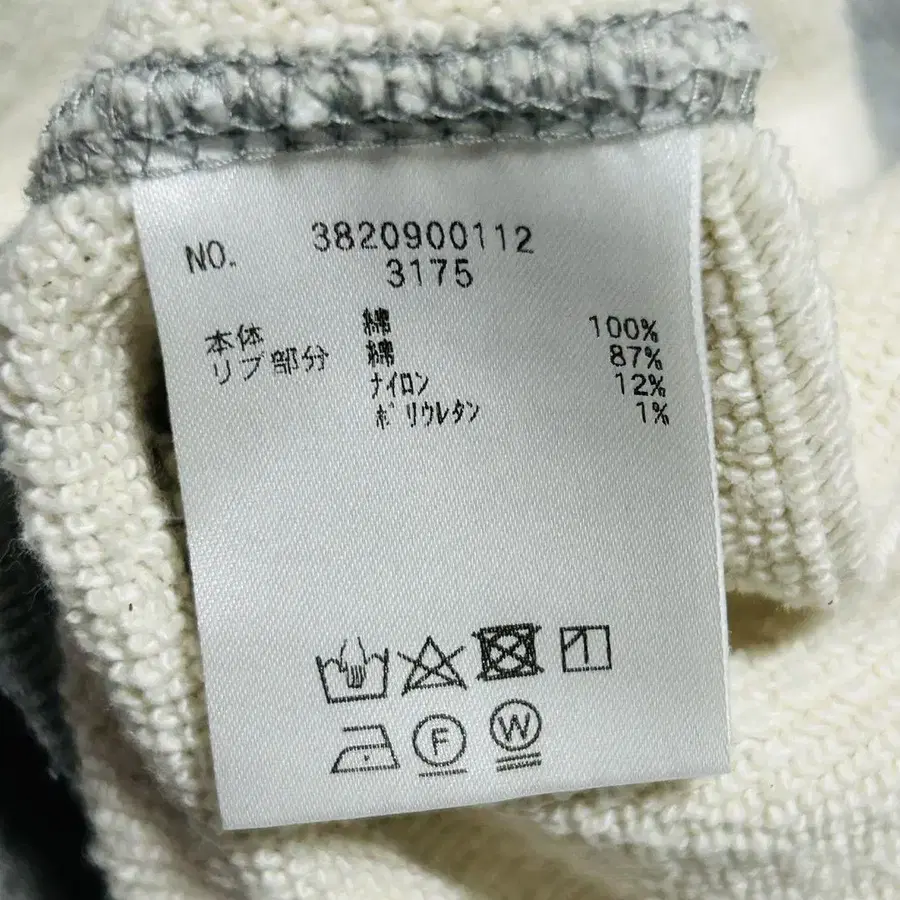 NO. 3820900112
3175
本体 綿 100%
リブ部分 綿 87%
ナイロン 12%
ポリウレタン 1%
F W